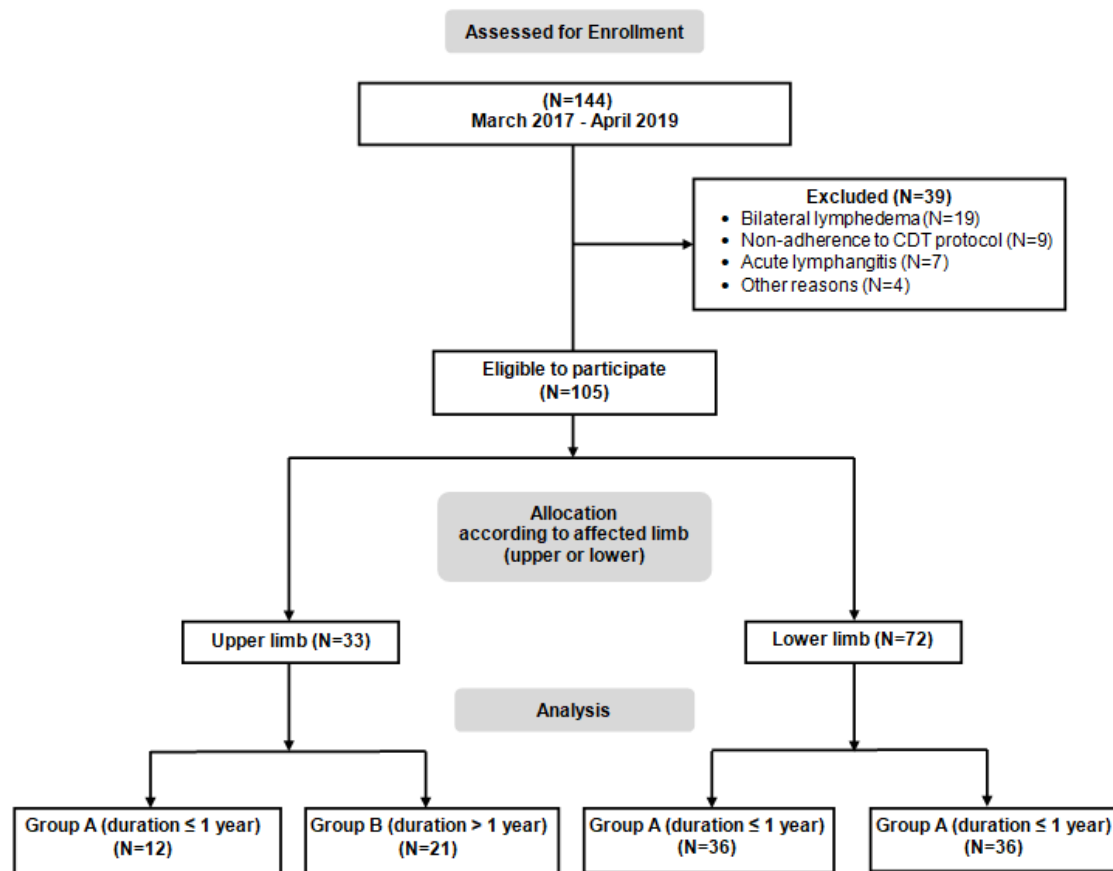 Assessed for Enrollment
(N=144)
March 2017 - April 2019
Excluded (N=39)
• Bilateral lymphedema (N=19)
• Non-adherence to CDT protocol (N=9)
• Acute lymphangitis (N=7)
• Other reasons (N=4)
Eligible to participate
(N=105)
Allocation
according to affected limb
(upper or lower)
Upper limb (N=33)
Lower limb (N=72)
Analysis
Group A (duration ≤ 1 year)
(N=12)
Group B (duration > 1 year)
(N=21)
Group A (duration ≤ 1 year)
(N=36)
Group A (duration ≤ 1 year)
(N=36)